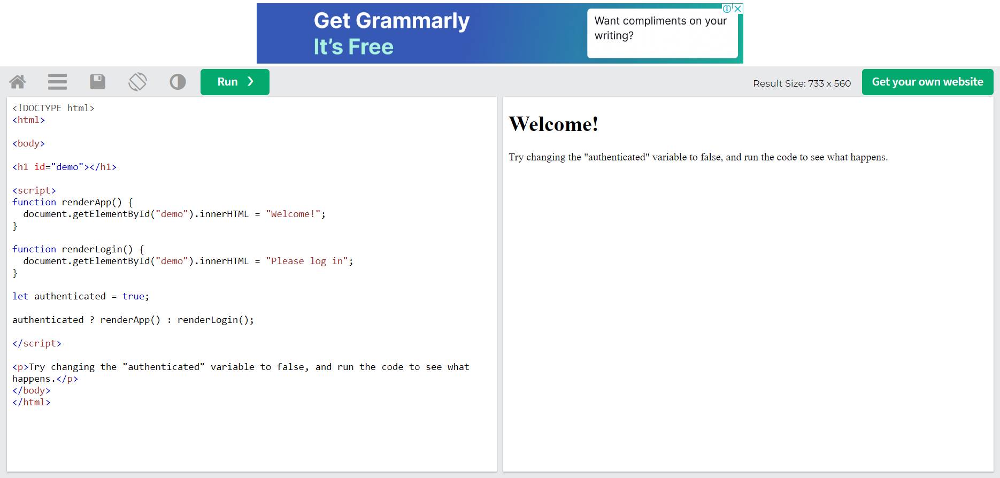 Get Grammarly
It's Free
Want compliments on your
writing?
Run ❯
Result Size: 733 x 560
Get your own website
<!DOCTYPE html>
<html>
<body>
<h1 id="demo"></h1>
<script>
function renderApp() {
  document.getElementById("demo").innerHTML = "Welcome!";
}
function renderLogin() {
  document.getElementById("demo").innerHTML = "Please log in";
}
let authenticated = true;
authenticated ? renderApp() : renderLogin();
</script>
<p>Try changing the "authenticated" variable to false, and run the code to see what
happens.</p>
</body>
</html>
Welcome!
Try changing the "authenticated" variable to false, and run the code to see what happens.